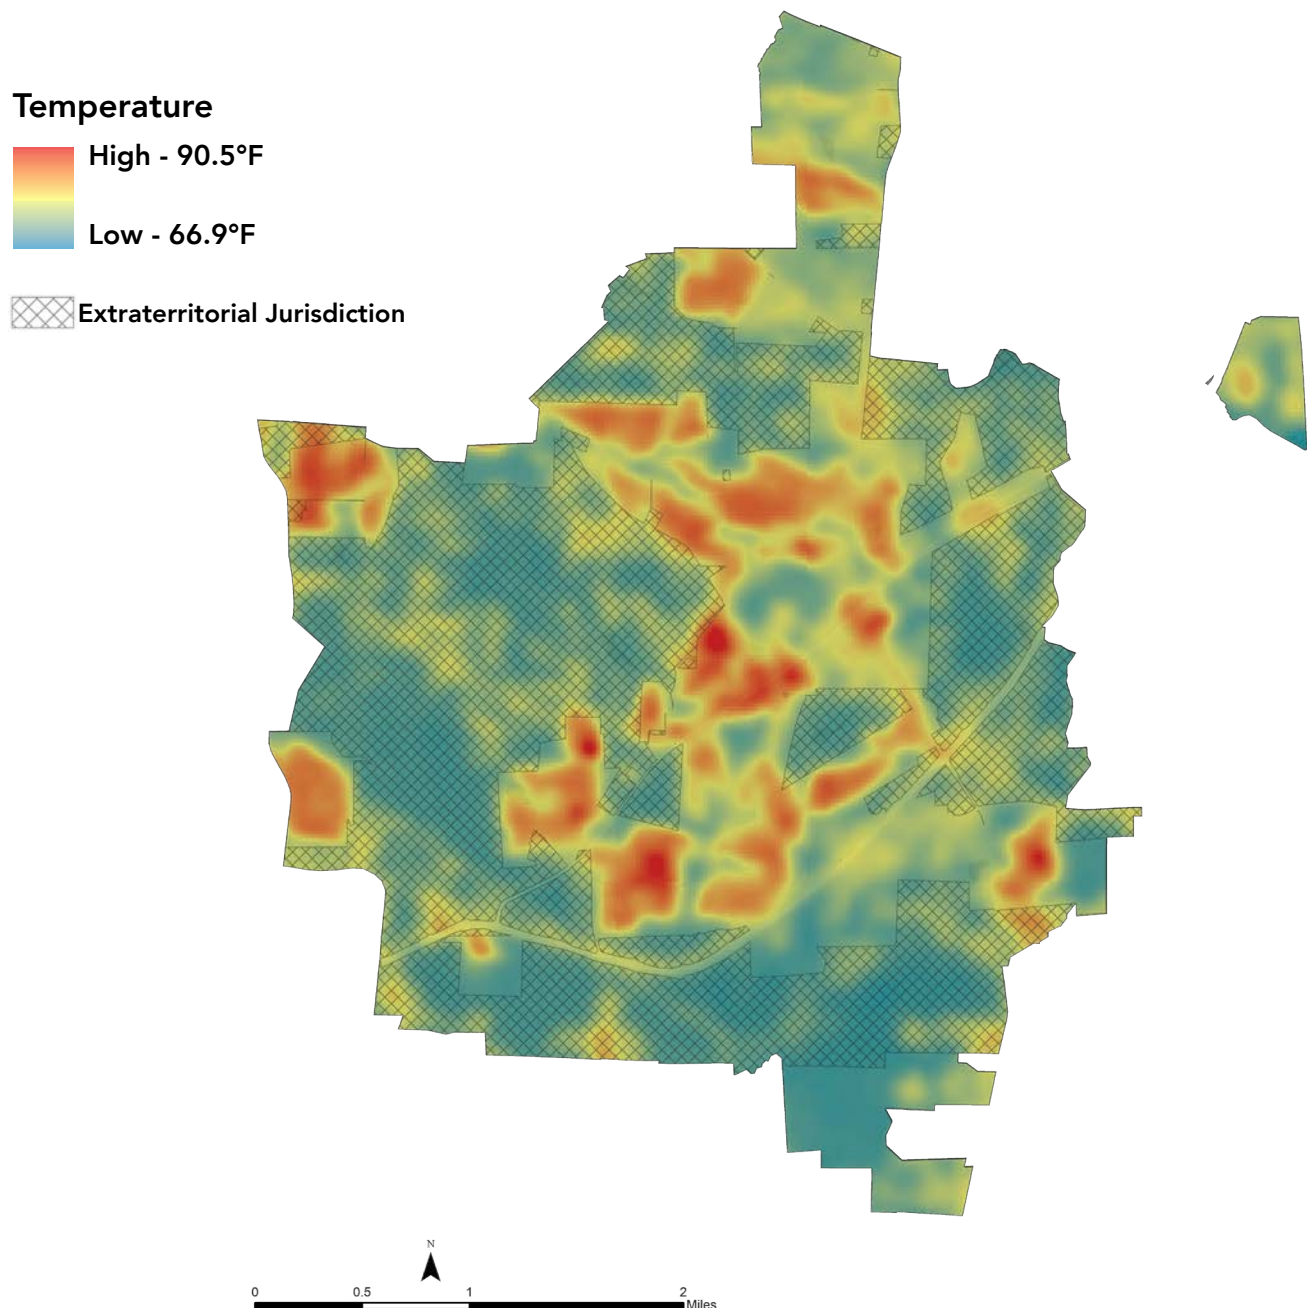 Temperature
High - 90.5°F
Low - 66.9°F
Extraterritorial Jurisdiction
N
0 0.5 1 2
Miles